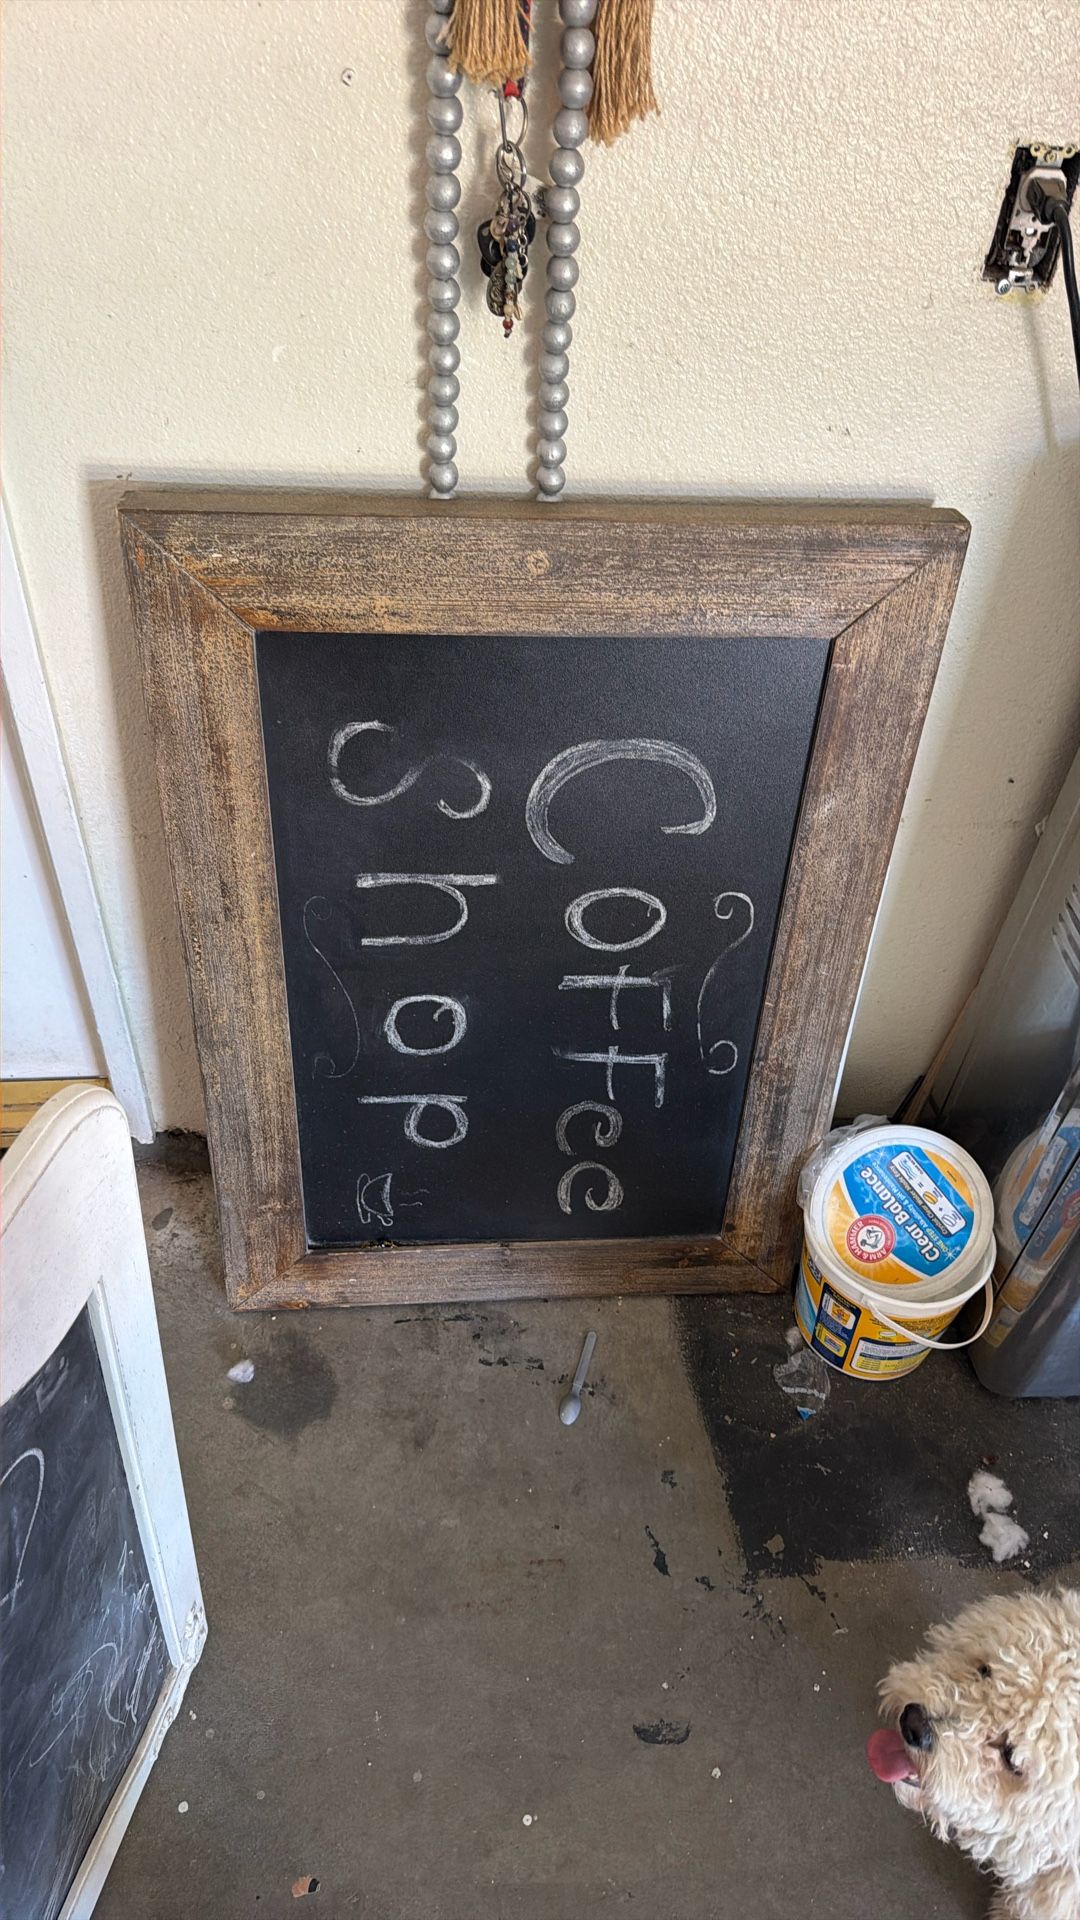 Coffee
Shop
ARM & HAMMER
Clear Balance